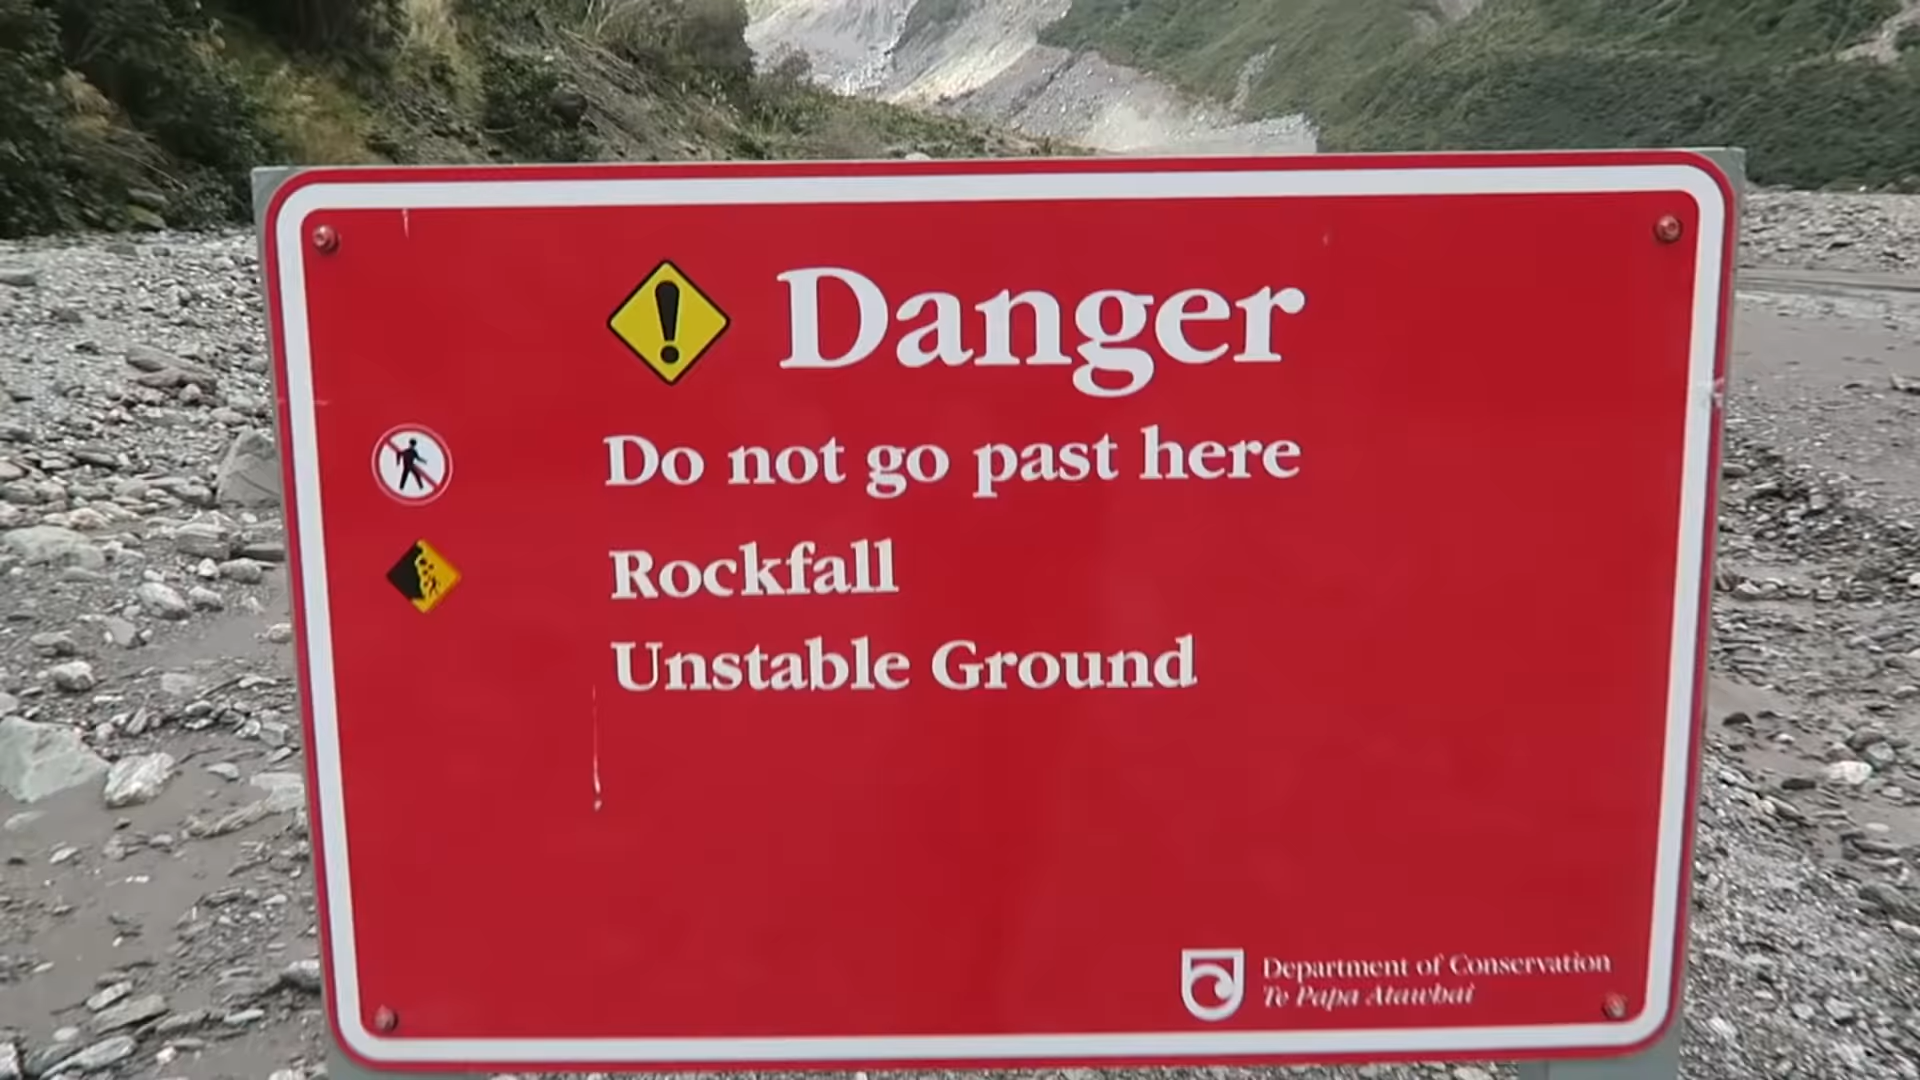 Danger
Do not go past here
Rockfall
Unstable Ground
Department of Conservation
Te Papa Atawhai